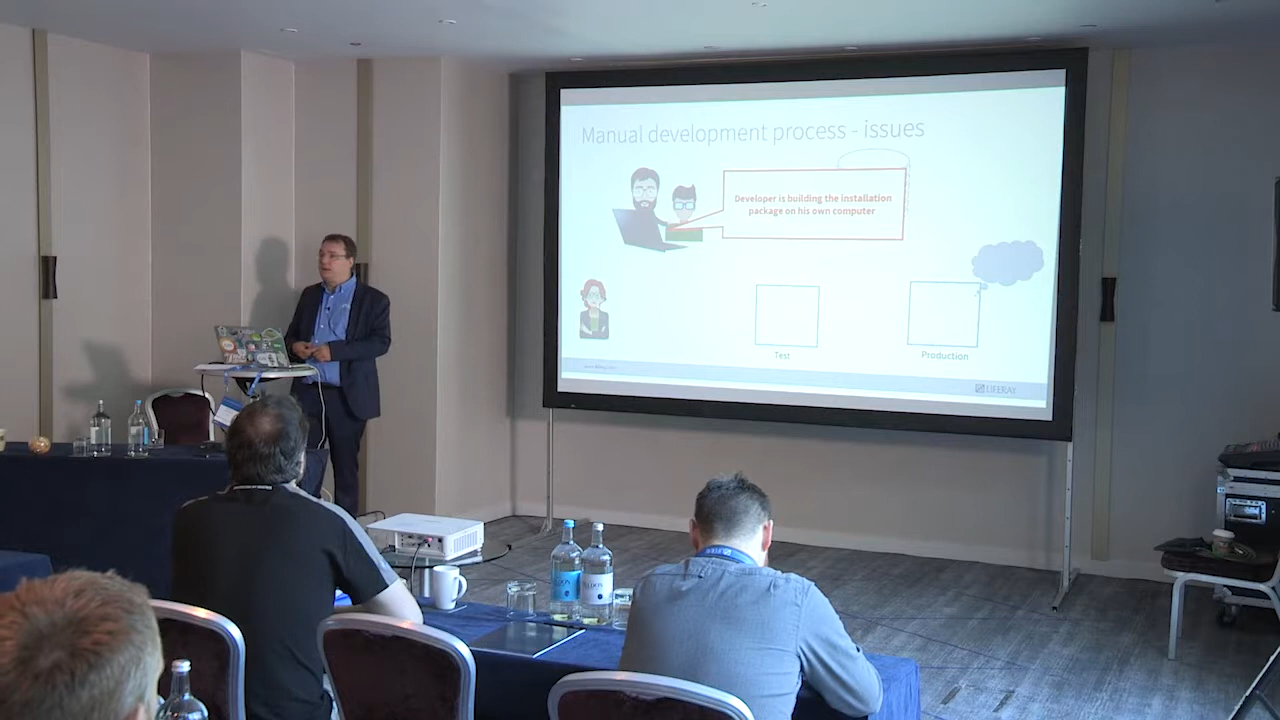 Manual development process - issues
Developer is building the installation
package on his own computer
Test
Production
LIFERAY